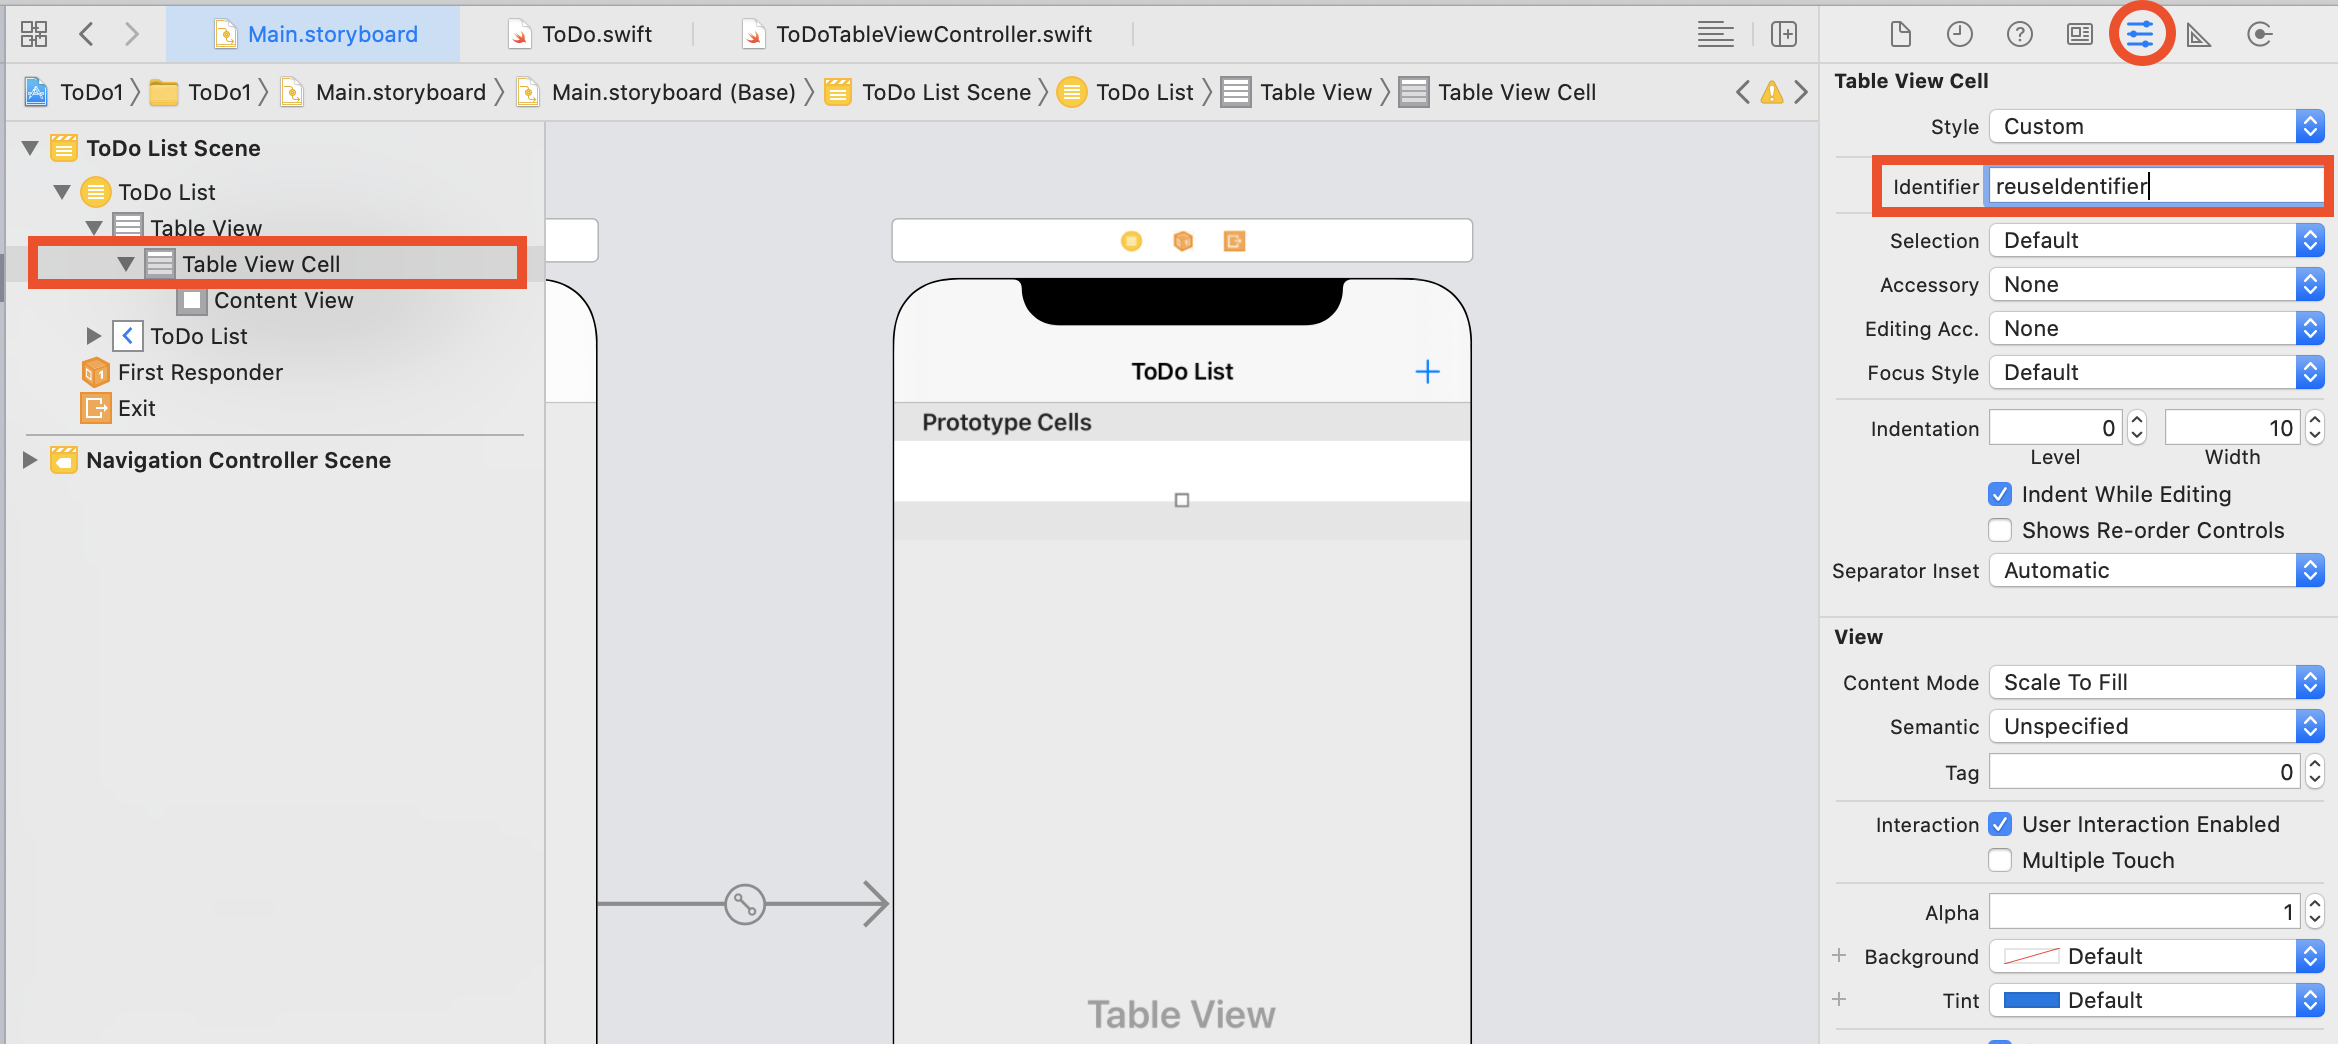 Main.storyboard
ToDo.swift
ToDoTableViewController.swift
ToDo1 ToDo1 Main.storyboard Main.storyboard (Base) ToDo List Scene ToDo List Table View Table View Cell
ToDo List Scene
ToDo List
Table View
Table View Cell
Content View
ToDo List
First Responder
Exit
Navigation Controller Scene
ToDo List
Prototype Cells
Table View
Table View Cell
Style Custom
Identifier reuseIdentifier
Selection Default
Accessory None
Editing Acc. None
Focus Style Default
Indentation 0 10
Level Width
Indent While Editing
Shows Re-order Controls
Separator Inset Automatic
View
Content Mode Scale To Fill
Semantic Unspecified
Tag 0
Interaction User Interaction Enabled
Multiple Touch
Alpha 1
Background Default
Tint Default